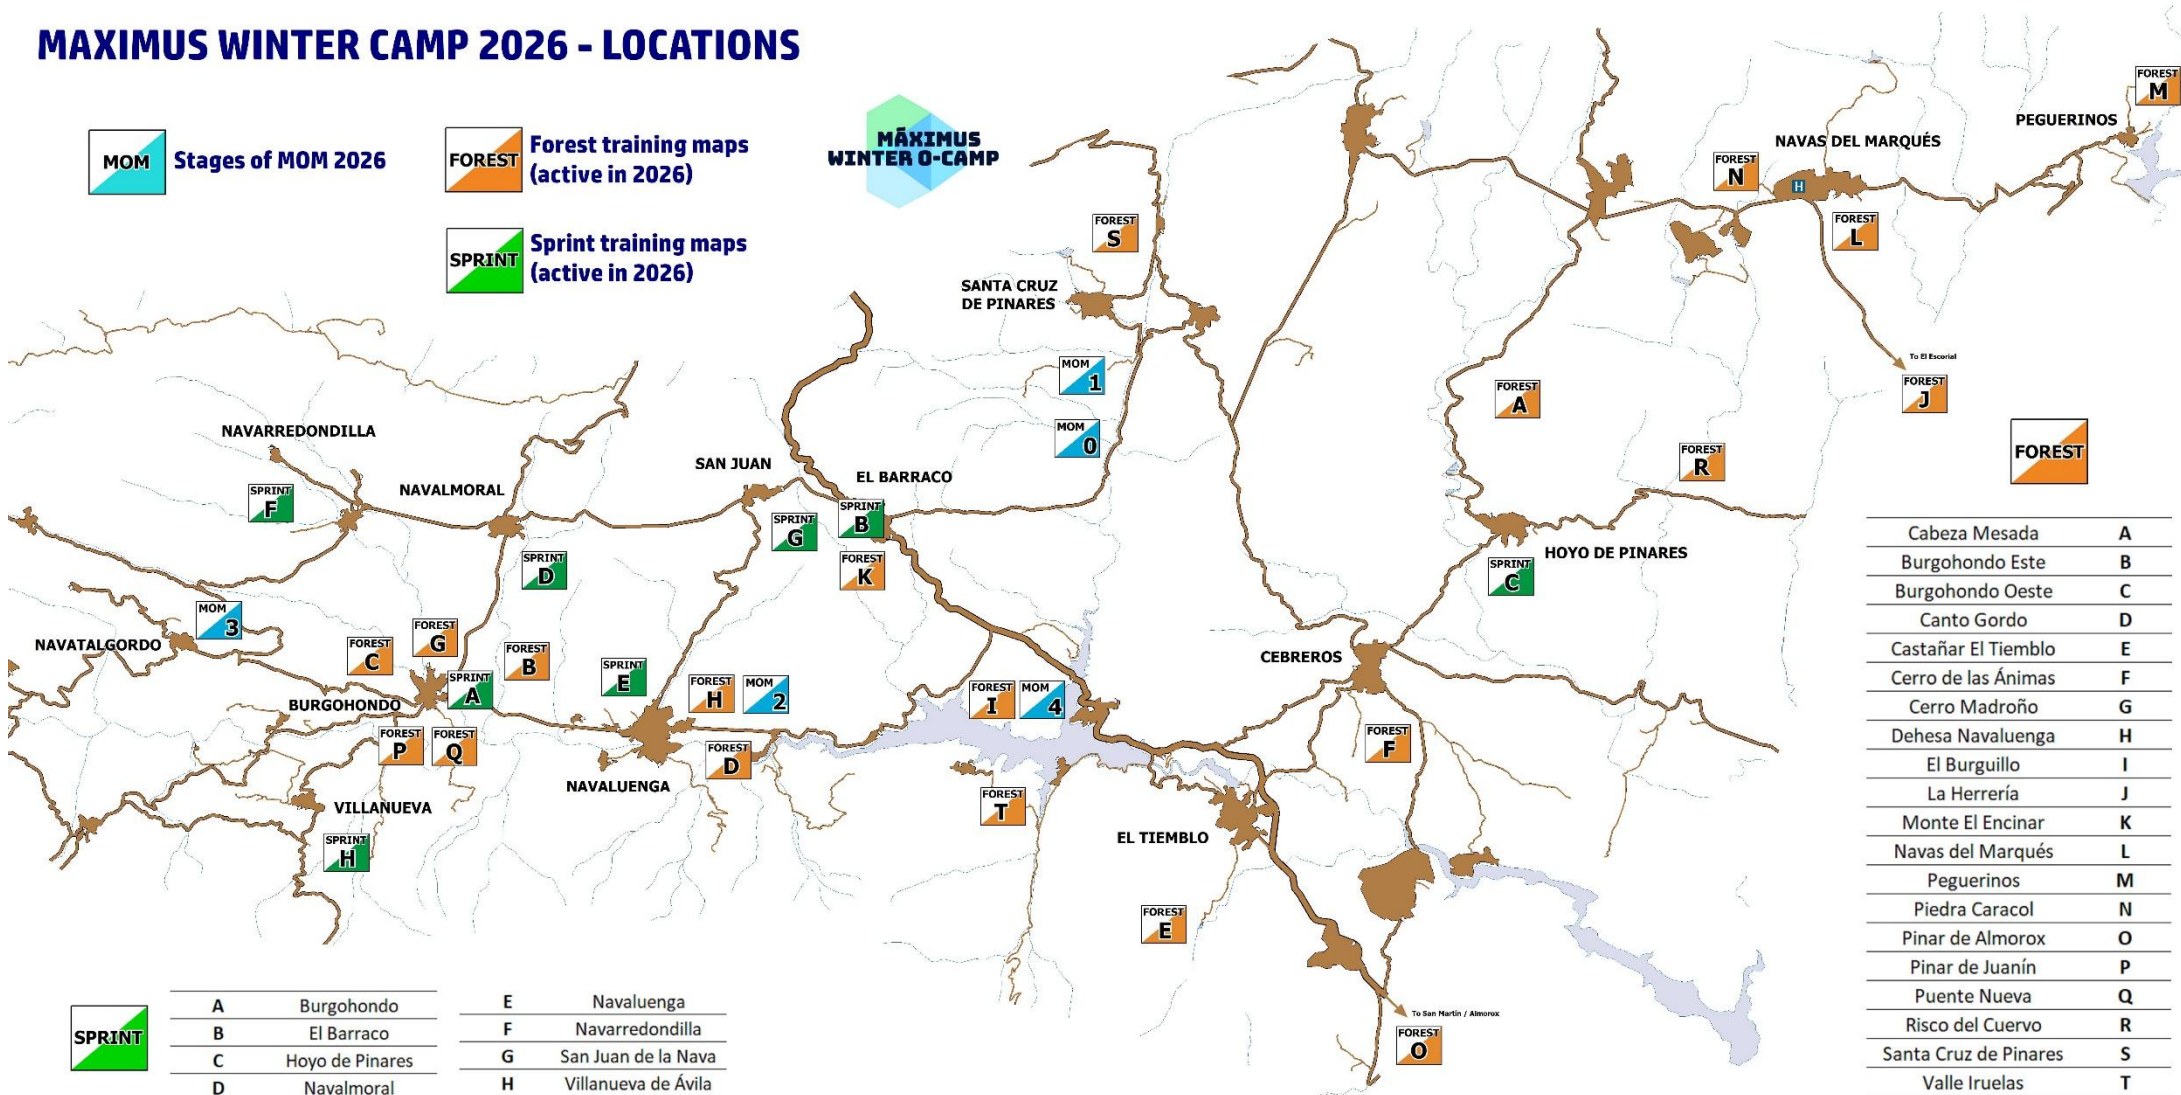 MAXIMUS WINTER CAMP 2026 - LOCATIONS
MOM
Stages of MOM 2026
FOREST
Forest training maps
(active in 2026)
SPRINT
Sprint training maps
(active in 2026)
MÁXIMUS
WINTER O-CAMP
FOREST
M
PEGUERINOS
NAVAS DEL MARQUÉS
FOREST
N
H
FOREST
L
FOREST
S
SANTA CRUZ
DE PINARES
MOM
1
To El Escorial
FOREST
J
FOREST
A
MOM
0
NAVARREDONDILLA
SAN JUAN
EL BARRACO
FOREST
R
FOREST
NAVALMORAL
SPRINT
F
SPRINT
B
SPRINT
G
HOYO DE PINARES
SPRINT
D
FOREST
K
SPRINT
C
MOM
3
NAVATALGORDO
FOREST
C
FOREST
G
FOREST
B
CEBREROS
SPRINT
E
SPRINT
A
FOREST
H
MOM
2
FOREST
I
MOM
4
BURGOHONDO
FOREST
P
FOREST
Q
FOREST
D
FOREST
F
NAVALUENGA
VILLANUEVA
FOREST
T
EL TIEMBLO
SPRINT
H
FOREST
E
To San Martín / Almorox
FOREST
O
Cabeza Mesada A
Burgohondo Este B
Burgohondo Oeste C
Canto Gordo D
Castañar El Tiemblo E
Cerro de las Ánimas F
Cerro Madroño G
Dehesa Navaluenga H
El Burguillo I
La Herrería J
Monte El Encinar K
Navas del Marqués L
Peguerinos M
Piedra Caracol N
Pinar de Almorox O
Pinar de Juanín P
Puente Nueva Q
Risco del Cuervo R
Santa Cruz de Pinares S
Valle Iruelas T
SPRINT
A Burgohondo
B El Barraco
C Hoyo de Pinares
D Navalmoral
E Navaluenga
F Navarredondilla
G San Juan de la Nava
H Villanueva de Ávila